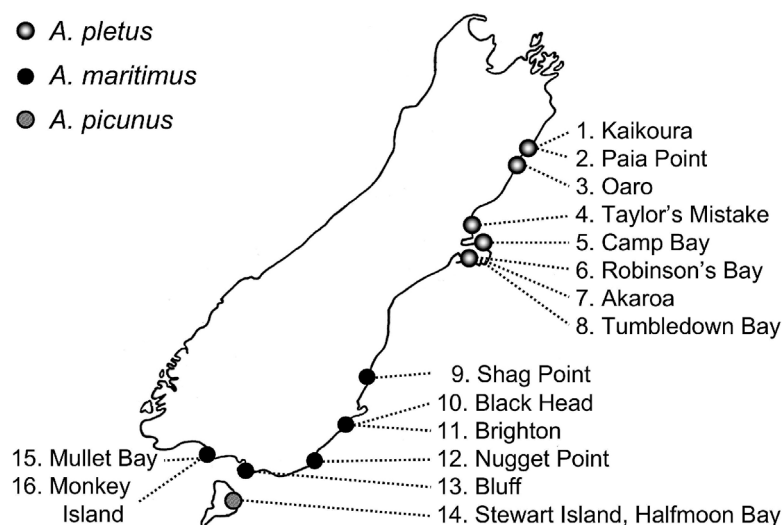 A. pletus
A. maritimus
A. picunus
1. Kaikoura
2. Paia Point
3. Oaro
4. Taylor's Mistake
5. Camp Bay
6. Robinson's Bay
7. Akaroa
8. Tumbledown Bay
9. Shag Point
10. Black Head
11. Brighton
12. Nugget Point
13. Bluff
14. Stewart Island, Halfmoon Bay
15. Mullet Bay
16. Monkey
Island